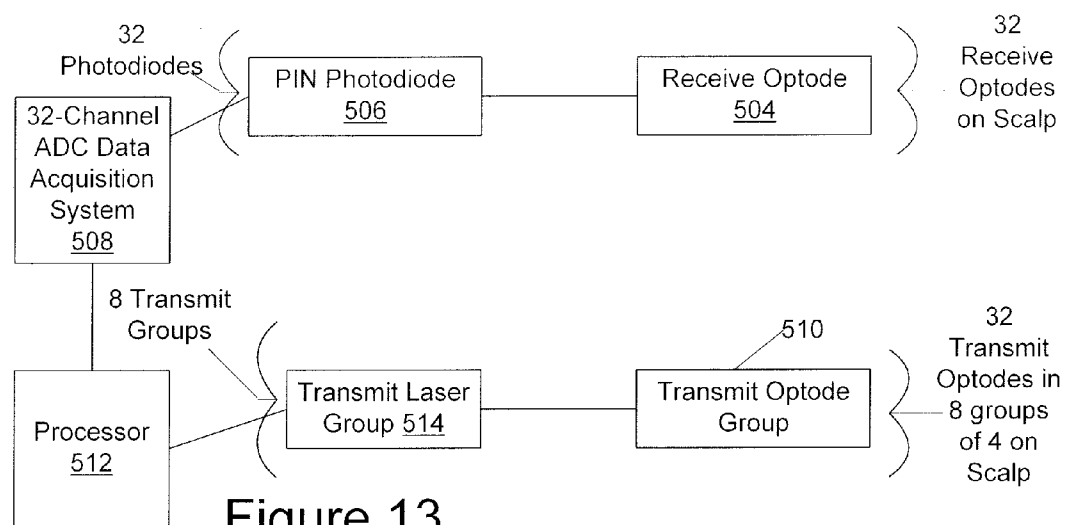 32
Photodiodes
PIN Photodiode
506
Receive Optode
504
32
Receive
Optodes
on Scalp
32-Channel
ADC Data
Acquisition
System
508
8 Transmit
Groups
Processor
512
Transmit Laser
Group 514
510
Transmit Optode
Group
32
Transmit
Optodes in
8 groups
of 4 on
Scalp
Figure 13